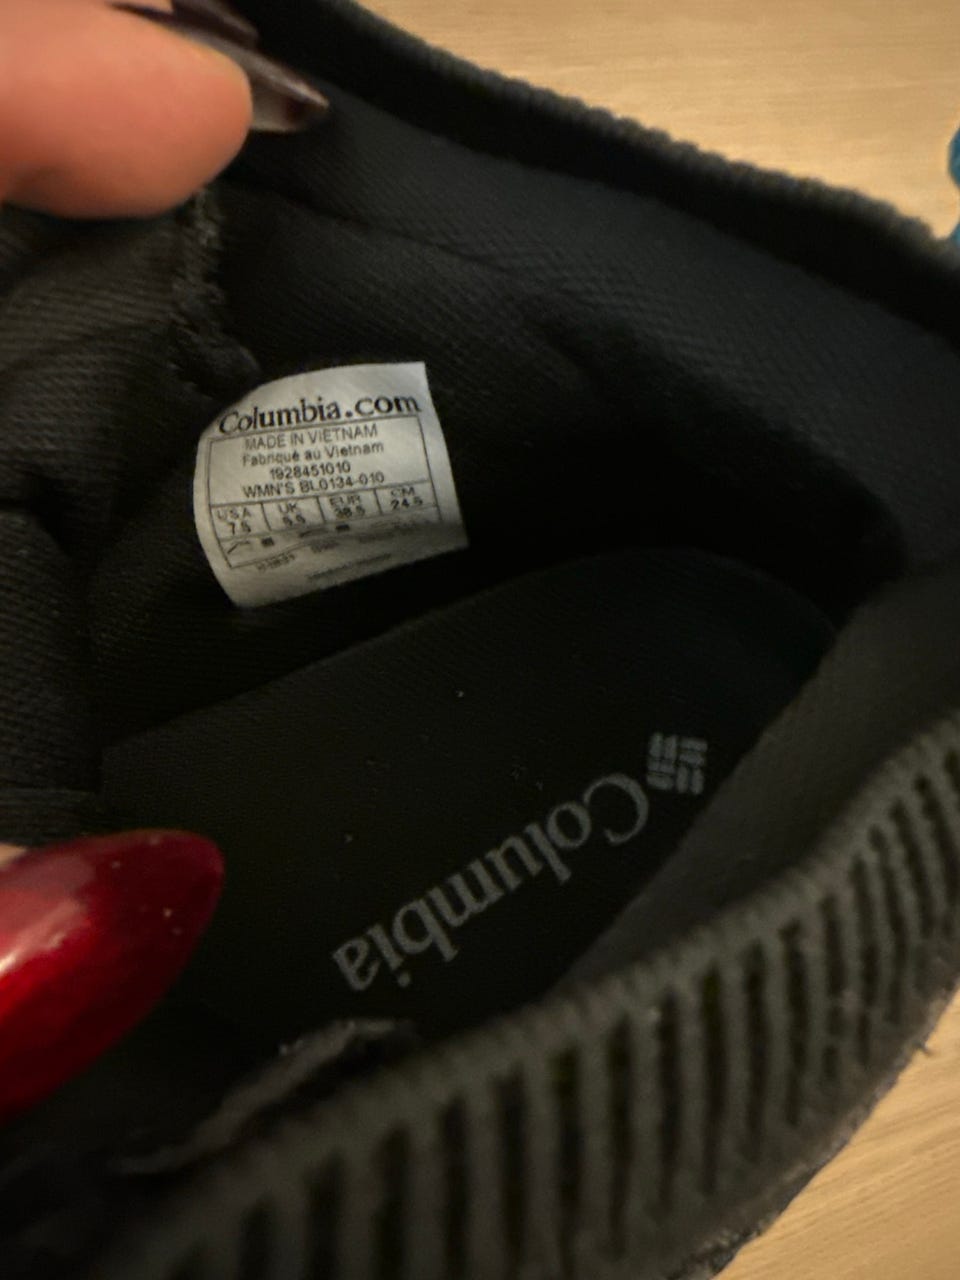 Columbia.com
MADE IN VIETNAM
Fabriqué au Vietnam
1928451010
WMN'S BL0134-010
USA UK EUR CM
7.5 5.5 38.5 24.5
Columbia